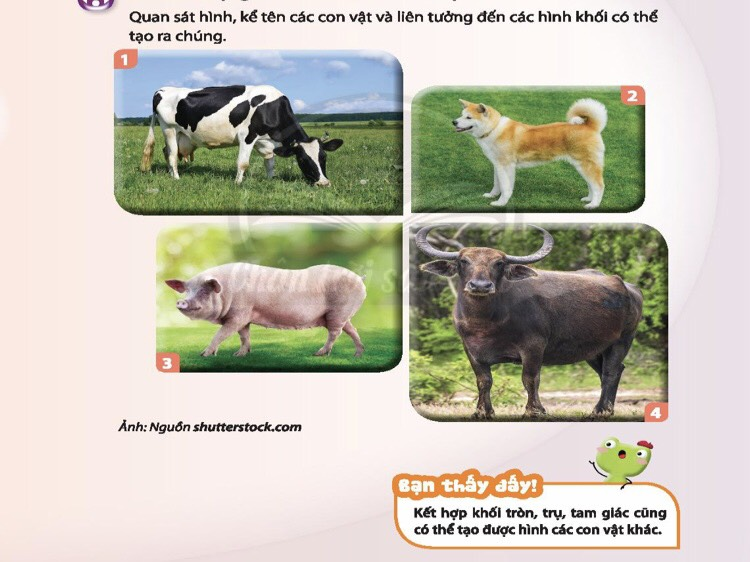 Quan sát hình, kể tên các con vật và liên tưởng đến các hình khối có thể
tạo ra chúng.
1
2
3
4
Chân trời s
Ảnh: Nguồn shutterstock.com
Bạn thấy đấy!
Kết hợp khối tròn, trụ, tam giác cũng
có thể tạo được hình các con vật khác.